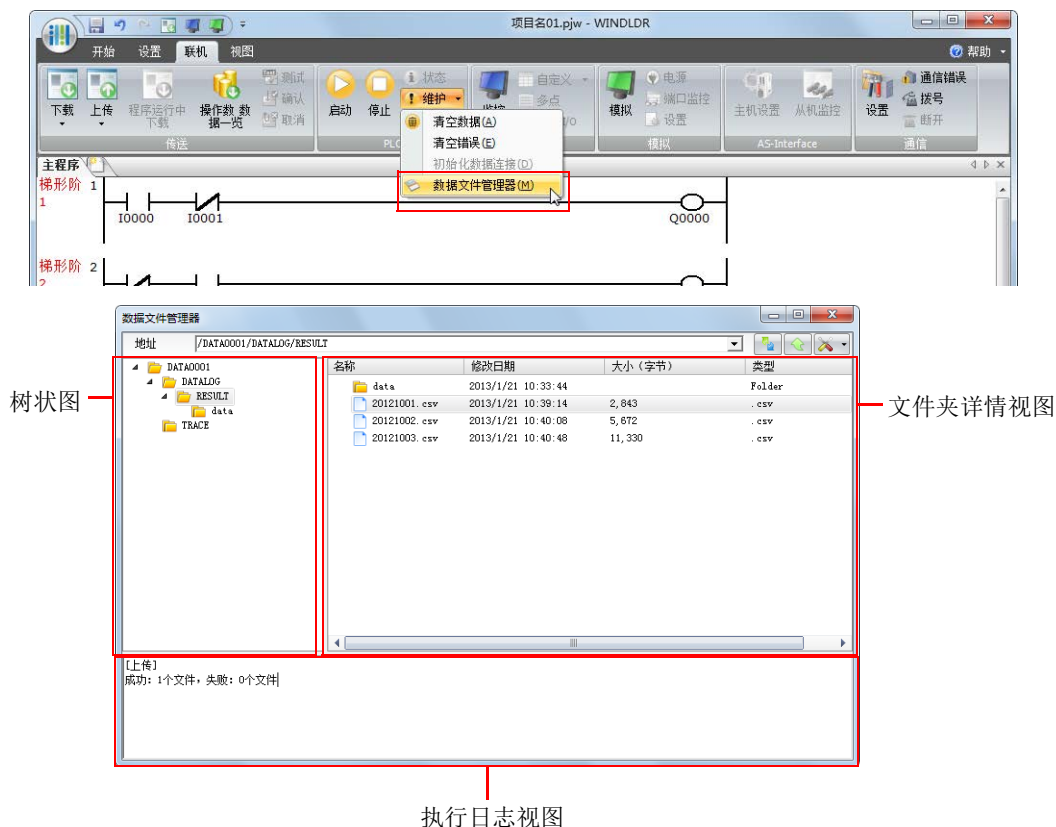 项目名01.pjw - WINDLDR
开始 设置 联机 视图 帮助
下载 上传 程序运行中下载 操作数 数据一览 测试 确认 取消
传送
启动 停止 状态 维护
自定义 多点
模拟 电源 端口监控 设置
模拟
主机设置 从机监控
AS-Interface
设置 通信错误 拨号 断开
通信
清空数据(A)
清空错误(E)
初始化数据连接(D)
数据文件管理器(M)
主程序
梯形阶 1
1
I0000 I0001 Q0000
梯形阶 2
2
数据文件管理器
地址 /DATA0001/DATALOG/RESULT
DATA0001
DATALOG
RESULT
data
TRACE
名称 修改日期 大小（字节） 类型
data 2013/1/21 10:33:44 Folder
20121001.csv 2013/1/21 10:39:14 2,843 .csv
20121002.csv 2013/1/21 10:40:08 5,672 .csv
20121003.csv 2013/1/21 10:40:48 11,330 .csv
树状图
文件夹详情视图
[上传]
成功: 1个文件, 失败: 0个文件
执行日志视图